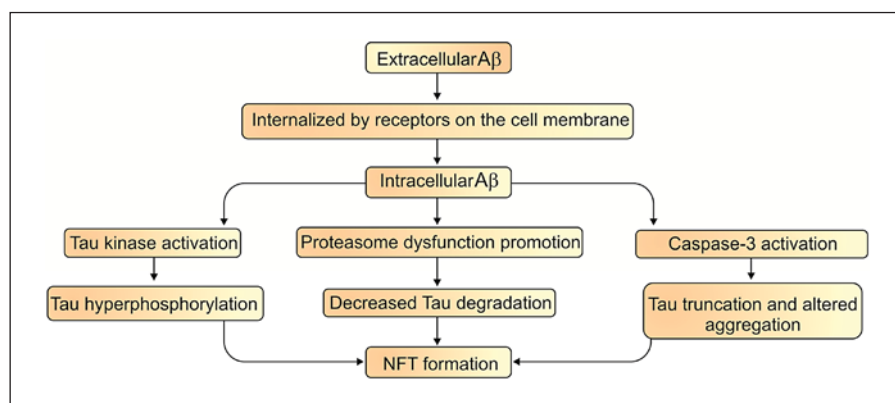 ExtracellularAβ
Internalized by receptors on the cell membrane
IntracellularAβ
Tau kinase activation
Proteasome dysfunction promotion
Caspase-3 activation
Tau hyperphosphorylation
Decreased Tau degradation
Tau truncation and altered
aggregation
NFT formation